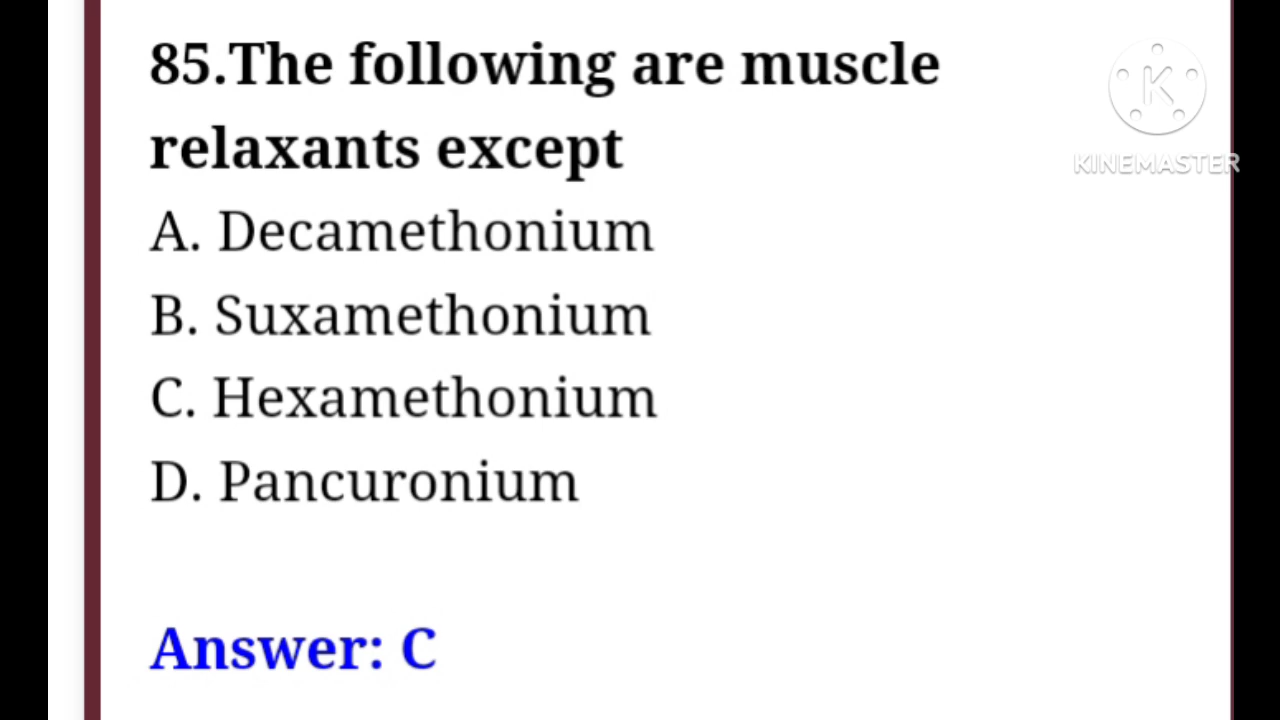 85.The following are muscle
relaxants except
A. Decamethonium
B. Suxamethonium
C. Hexamethonium
D. Pancuronium
Answer: C
K
KINEMASTER